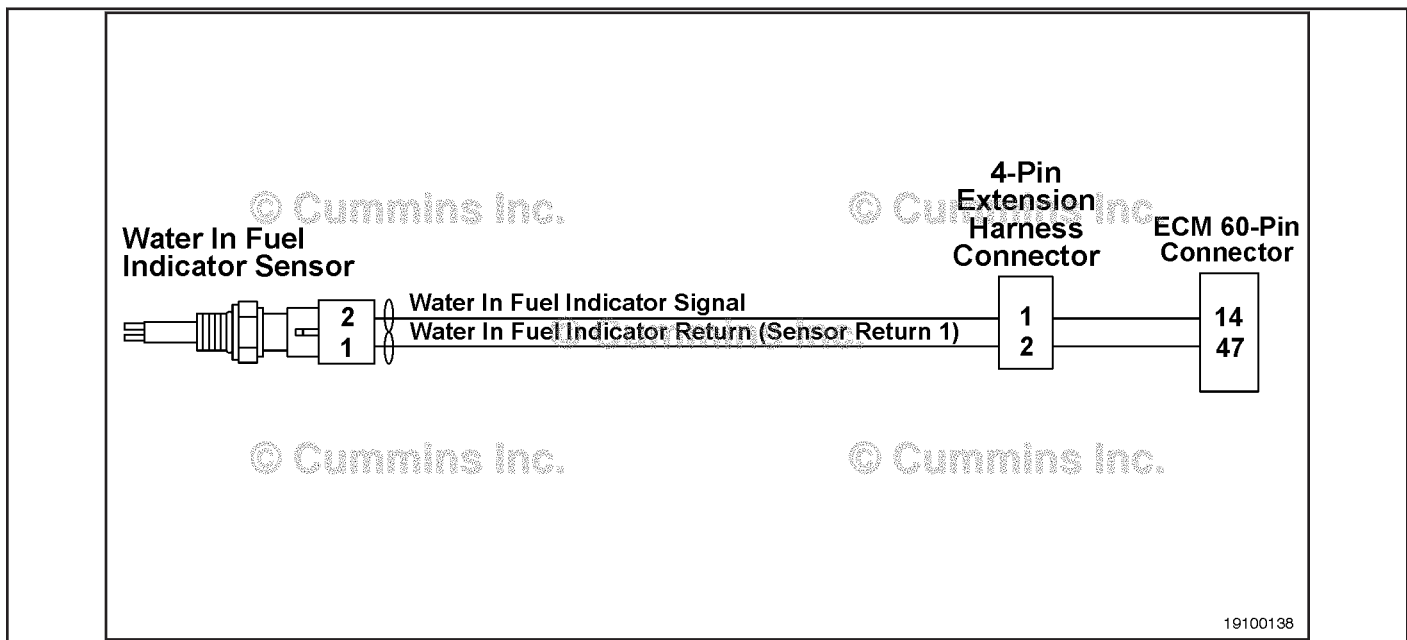 4-Pin
Extension
Harness
Connector
© Cummins Inc.
© Cummins Inc.
ECM 60-Pin
Connector
Water In Fuel
Indicator Sensor
2
Water In Fuel Indicator Signal
1
14
1
Water In Fuel Indicator Return (Sensor Return 1)
2
47
© Cummins Inc.
© Cummins Inc.
© Cummins Inc.
19100138